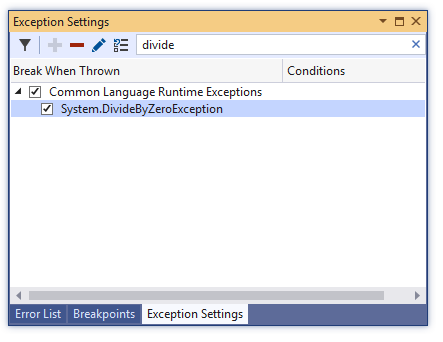 Exception Settings
divide
Break When Thrown Conditions
Common Language Runtime Exceptions
System.DivideByZeroException
Error List Breakpoints Exception Settings